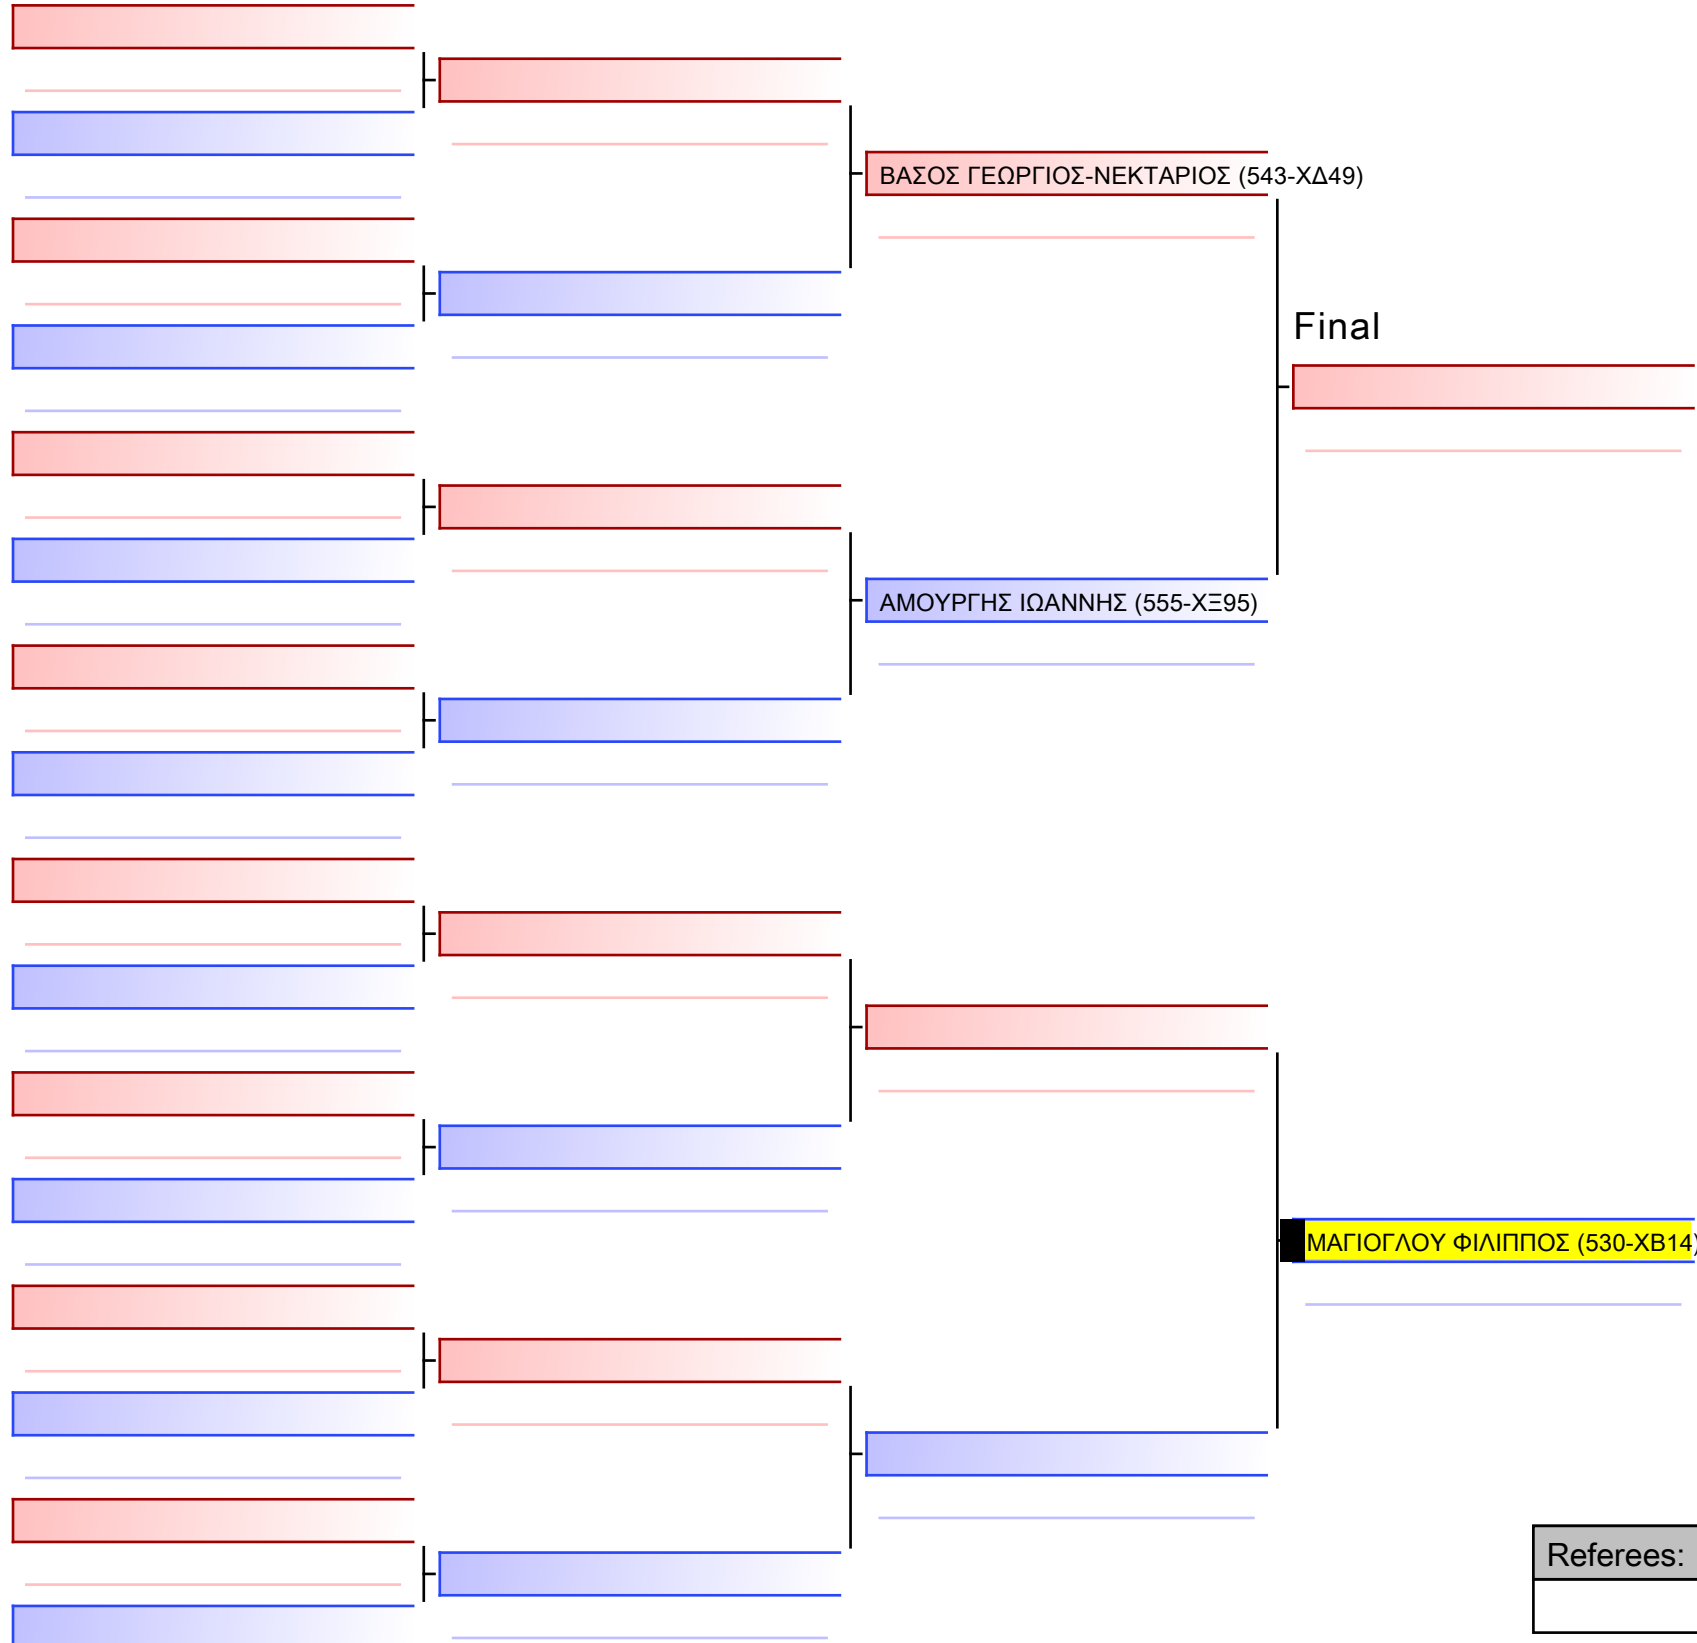 ΒΑΣΟΣ ΓΕΩΡΓΙΟΣ-ΝΕΚΤΑΡΙΟΣ (543-ΧΔ49)
Final
ΑΜΟΥΡΓΗΣ ΙΩΑΝΝΗΣ (555-ΧΞ95)
ΜΑΓΙΟΓΛΟΥ ΦΙΛΙΠΠΟΣ (530-ΧΒ14)
Referees: